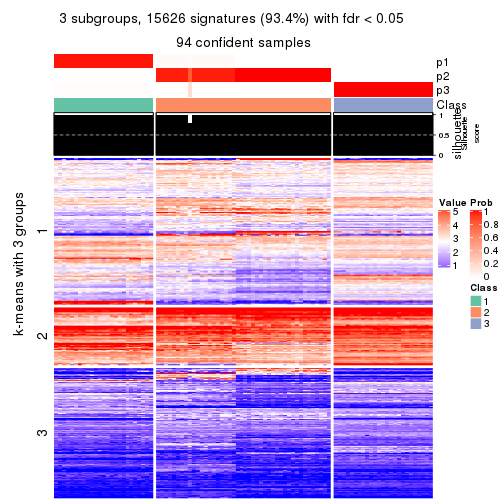 3 subgroups, 15626 signatures (93.4%) with fdr < 0.05
94 confident samples
p1
p2
p3
Class
1
0.5
0
silhouette
Silhouette
score
k-means with 3 groups
1
2
3
Value
5
4
3
2
1
Prob
1
0.8
0.6
0.4
0.2
0
Class
1
2
3